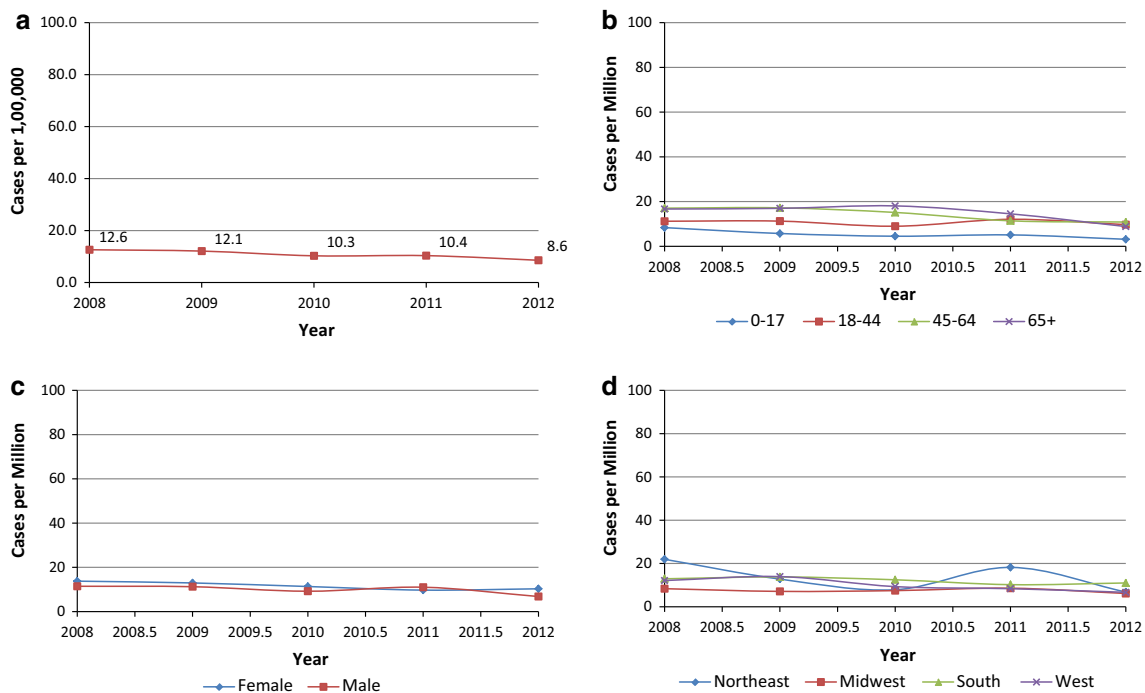 a
Cases per 1,00,000
100.0
80.0
60.0
40.0
20.0
0.0
12.6
12.1
10.3
10.4
8.6
2008 2009 2010 2011 2012
Year
b
Cases per Million
100
80
60
40
20
0
2008 2008.5 2009 2009.5 2010 2010.5 2011 2011.5 2012
Year
0-17 18-44 45-64 65+
c
Cases per Million
100
80
60
40
20
0
2008 2008.5 2009 2009.5 2010 2010.5 2011 2011.5 2012
Year
Female Male
d
Cases per Million
100
80
60
40
20
0
2008 2008.5 2009 2009.5 2010 2010.5 2011 2011.5 2012
Year
Northeast Midwest South West